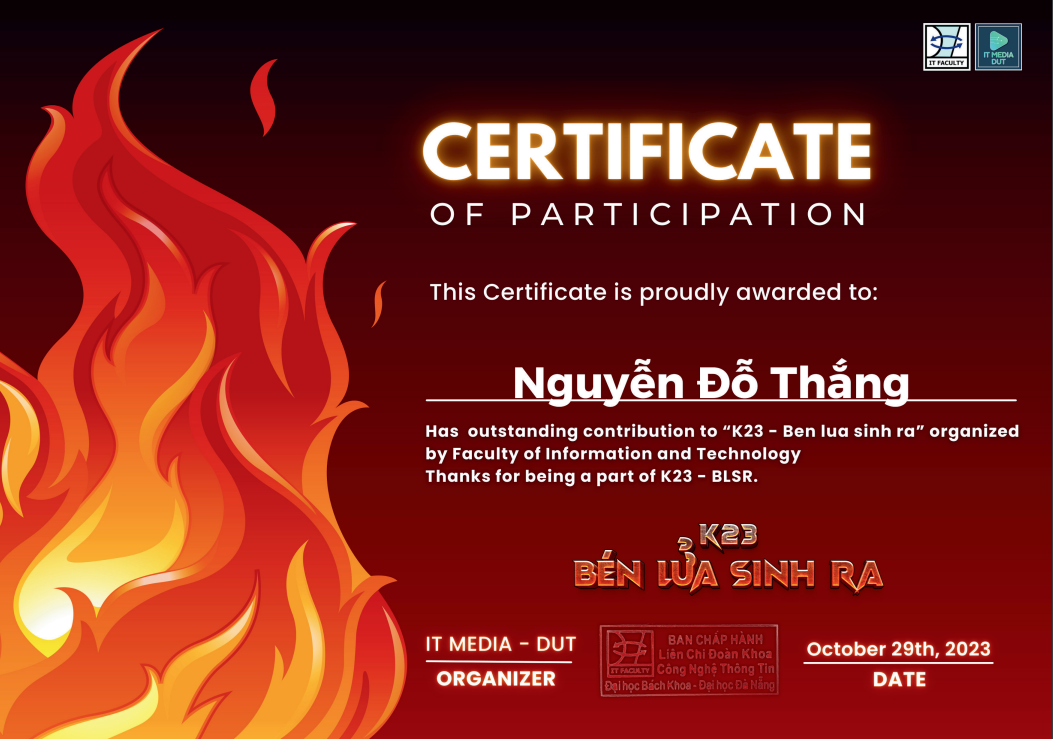 IT FACULTY
IT MEDIA
DUT
CERTIFICATE
OF PARTICIPATION
This Certificate is proudly awarded to:
Nguyễn Đỗ Thắng
Has outstanding contribution to “K23 - Ben lua sinh ra” organized
by Faculty of Information and Technology
Thanks for being a part of K23 - BLSR.
K23
BÉN LỬA SINH RA
IT MEDIA - DUT
ORGANIZER
BAN CHẤP HÀNH
Liên Chi Đoàn Khoa
Công Nghệ Thông Tin
IT FACULTY
Đại học Bách Khoa - Đại học Đà Nẵng
October 29th, 2023
DATE